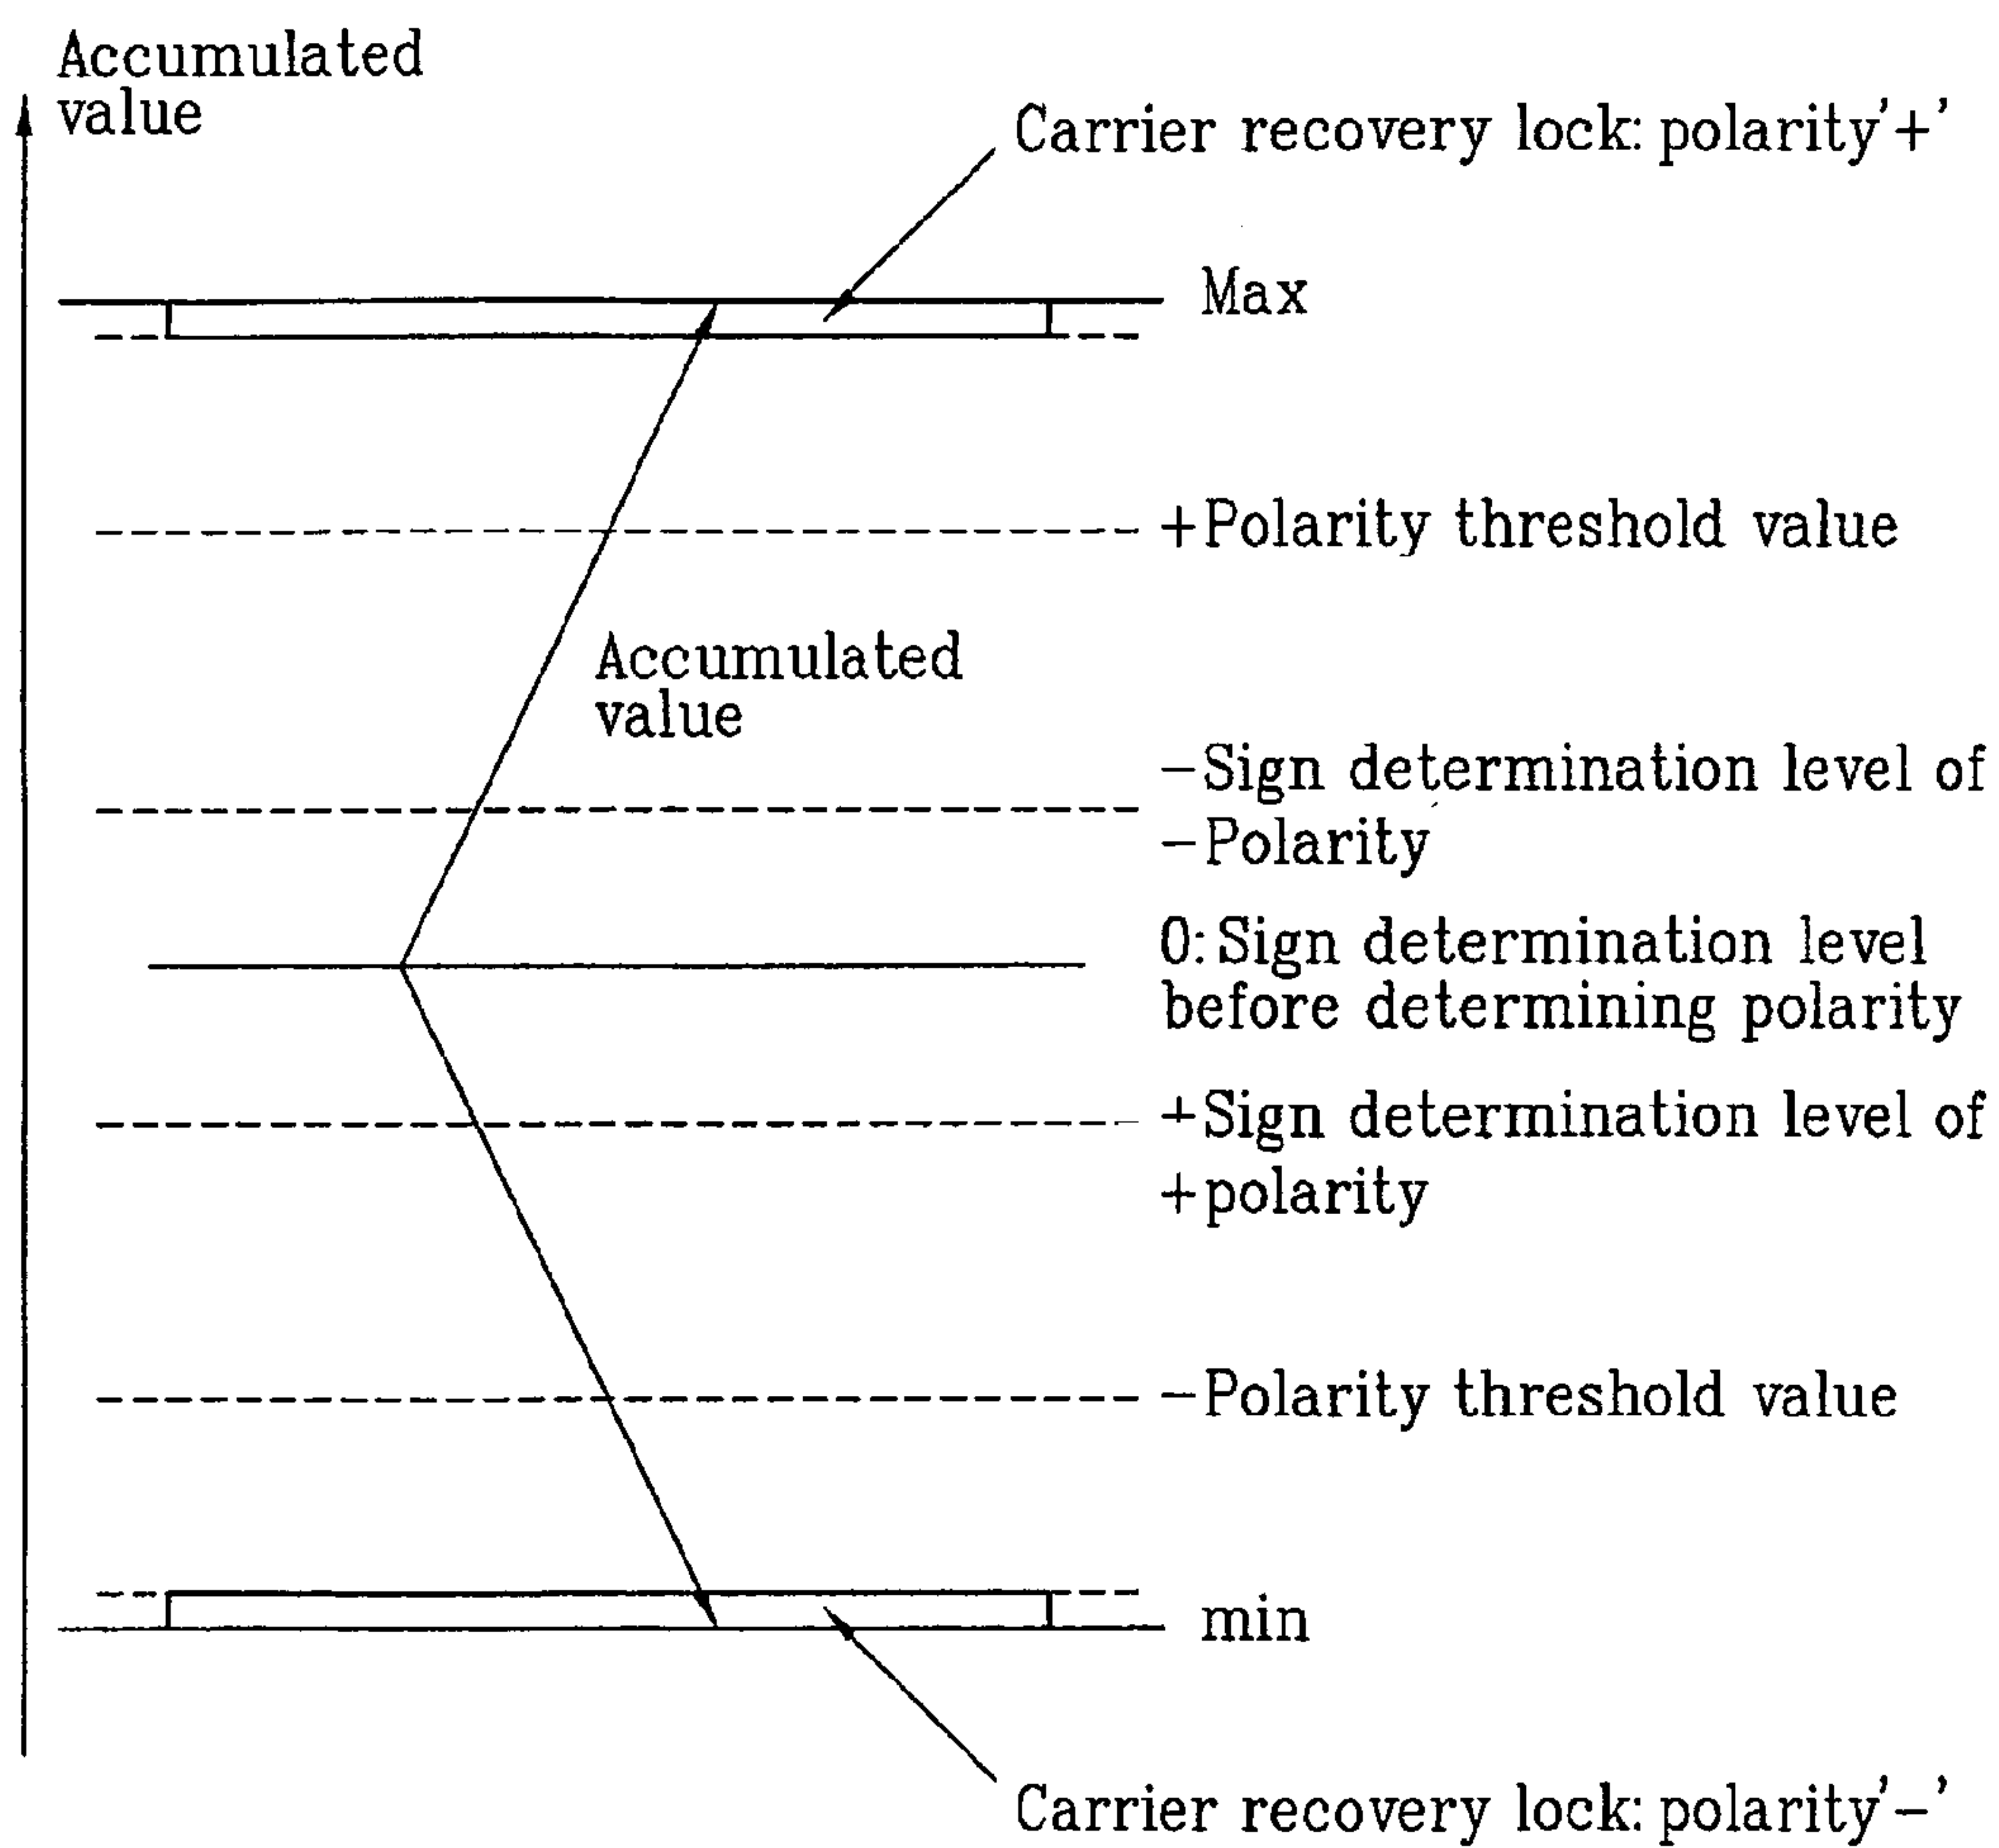 Accumulated
value
Carrier recovery lock: polarity'+'
Max
+Polarity threshold value
Accumulated
value
−Sign determination level of
−Polarity
0: Sign determination level
before determining polarity
+Sign determination level of
+polarity
−Polarity threshold value
min
Carrier recovery lock: polarity'−'